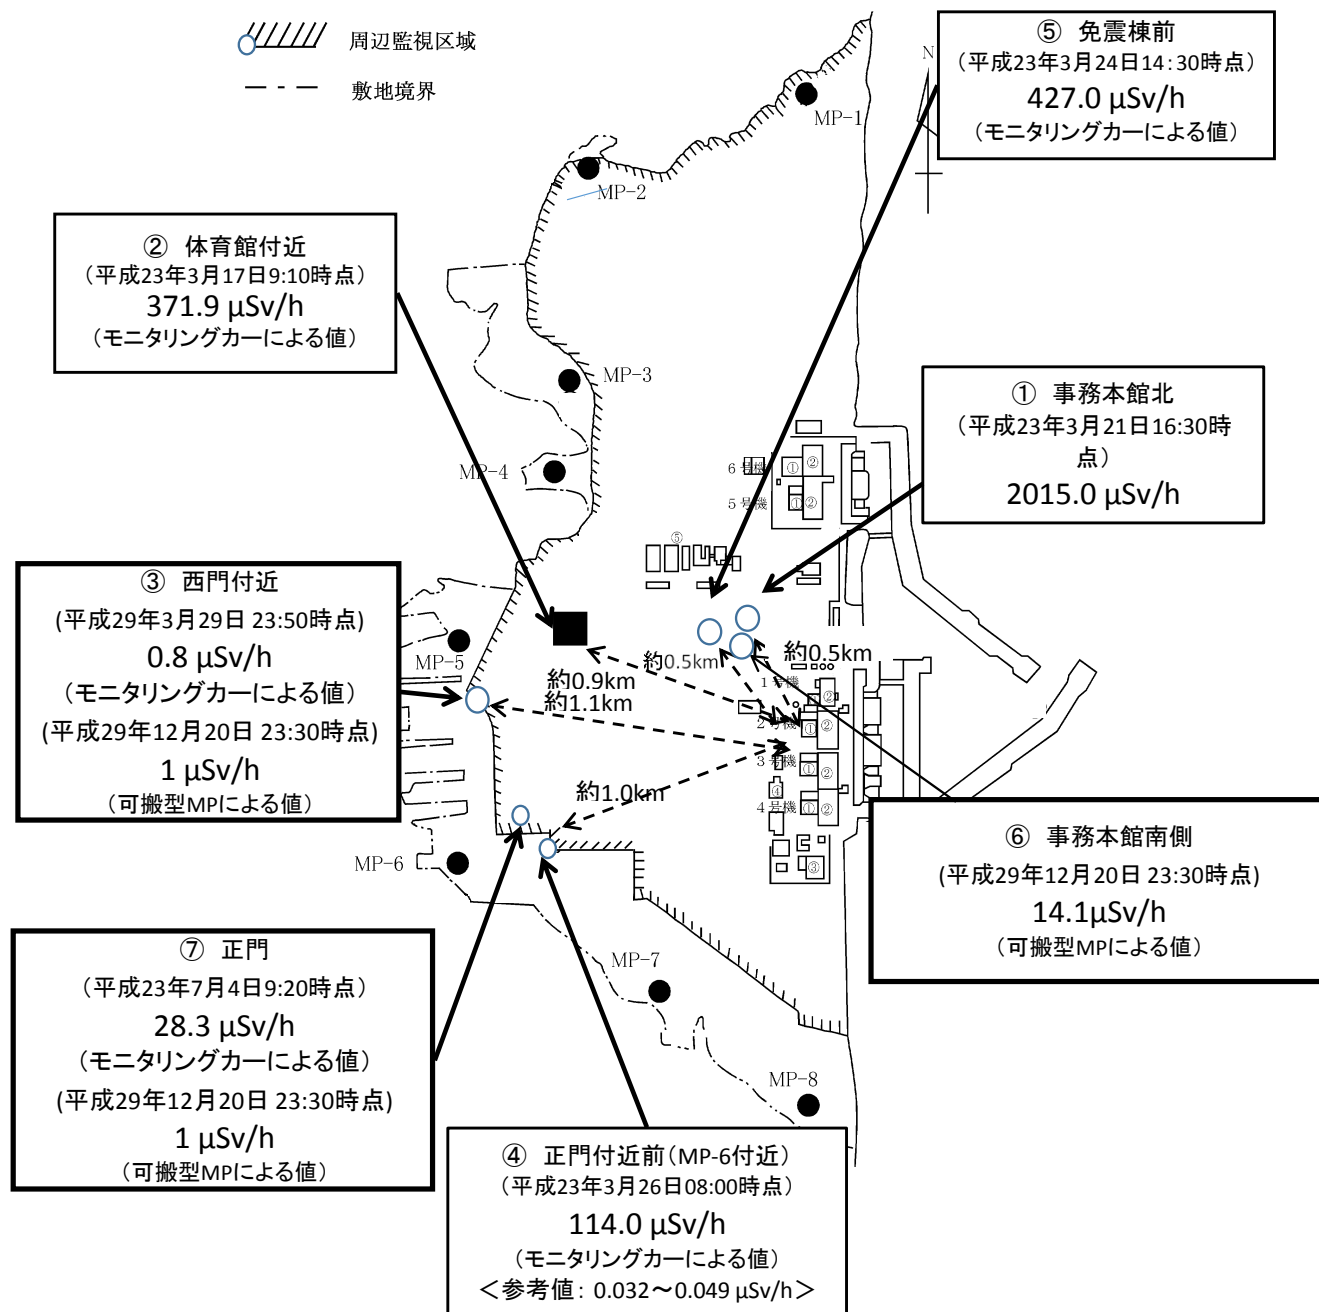 周辺監視区域
敷地境界
N
MP-1
MP-2
⑤ 免震棟前
（平成23年3月24日14：30時点）
427.0 µSv/h
（モニタリングカーによる値）
② 体育館付近
（平成23年3月17日9:10時点）
371.9 µSv/h
（モニタリングカーによる値）
MP-3
MP-4
① 事務本館北
（平成23年3月21日16:30時
点）
2015.0 µSv/h
６号機
①
②
５号機
①
②
⑤
③ 西門付近
(平成29年3月29日 23:50時点)
0.8 µSv/h
（モニタリングカーによる値）
(平成29年12月20日 23:30時点)
1 µSv/h
（可搬型MPによる値）
MP-5
約0.9km
約1.1km
約0.5km
約0.5km
１号機
②
２号機
①
②
３号機
①
②
④
４号機
①
②
③
約1.0km
MP-6
⑥ 事務本館南側
(平成29年12月20日 23:30時点)
14.1µSv/h
（可搬型MPによる値）
⑦ 正門
（平成23年7月4日9:20時点）
28.3 µSv/h
（モニタリングカーによる値）
(平成29年12月20日 23:30時点)
1 µSv/h
（可搬型MPによる値）
MP-7
MP-8
④ 正門付近前（MP-6付近）
（平成23年3月26日08:00時点）
114.0 µSv/h
（モニタリングカーによる値）
＜参考値： 0.032～0.049 µSv/h＞